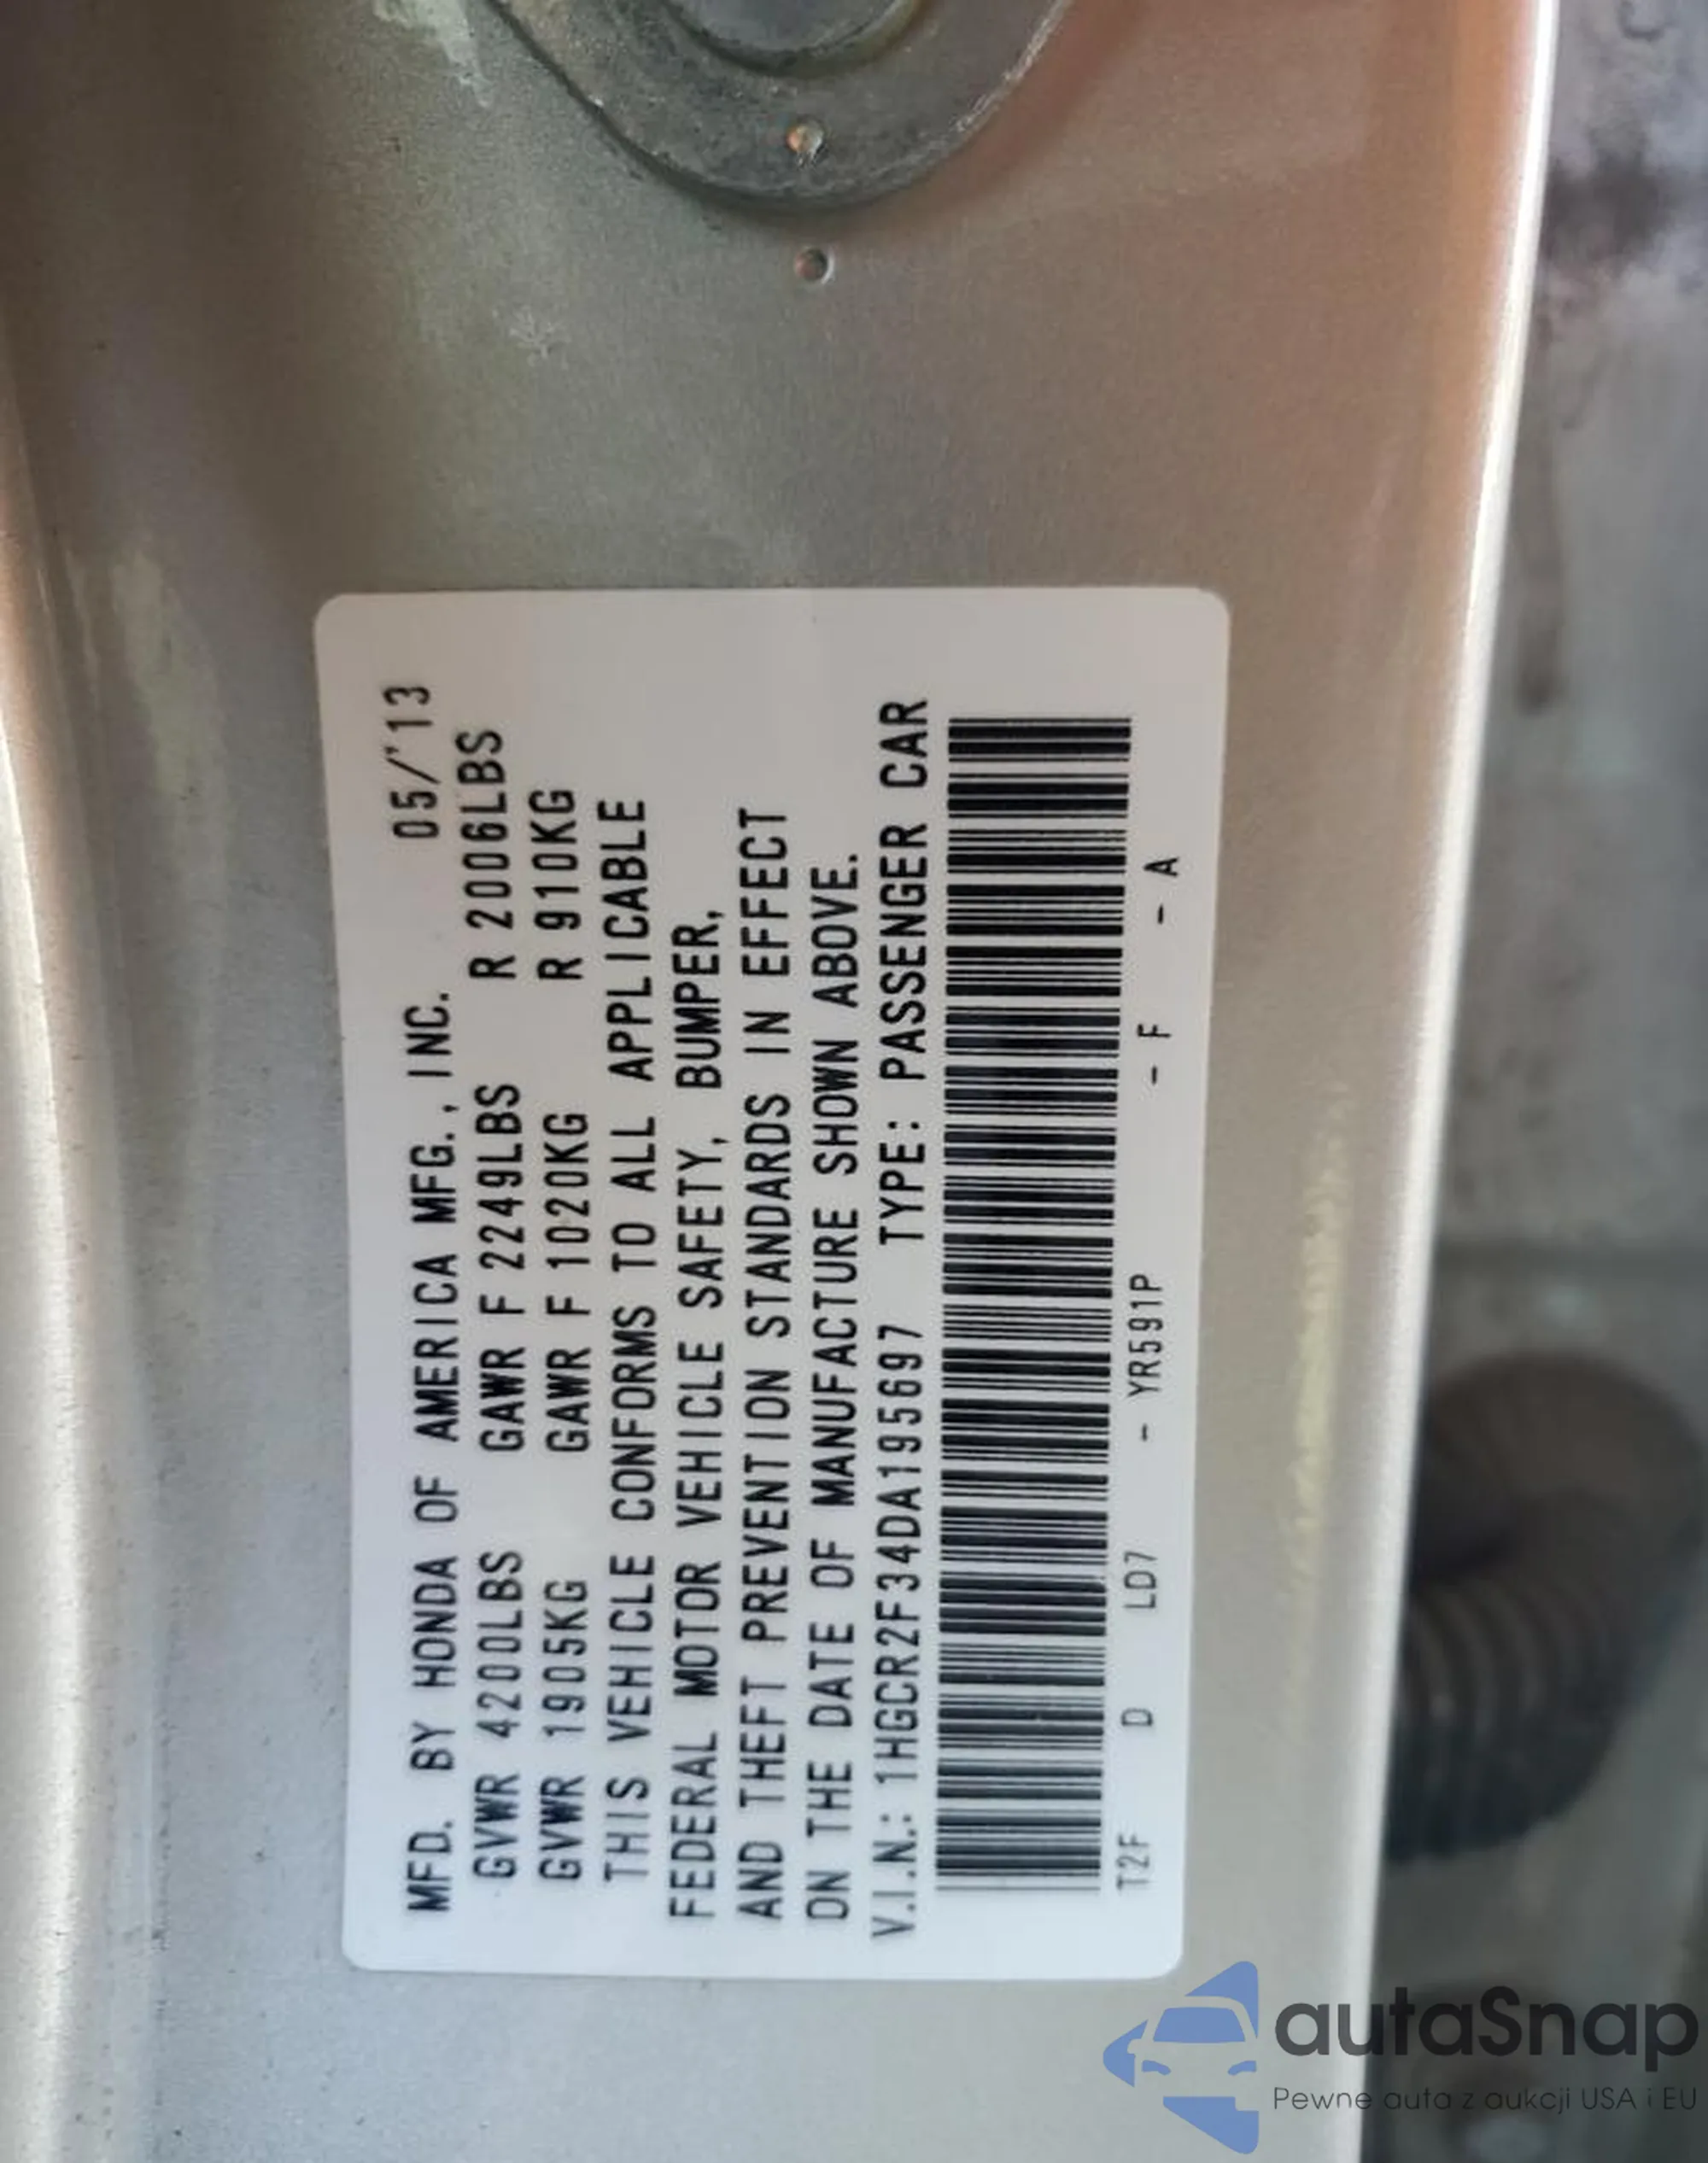 MFD. BY HONDA OF AMERICA MFG., INC. 05/'13
GVWR 4200LBS GAWR F 2249LBS R 2006LBS
GVWR 1905KG GAWR F 1020KG R 910KG
THIS VEHICLE CONFORMS TO ALL APPLICABLE
FEDERAL MOTOR VEHICLE SAFETY, BUMPER,
AND THEFT PREVENTION STANDARDS IN EFFECT
ON THE DATE OF MANUFACTURE SHOWN ABOVE.
V.I.N.: 1HGCR2F34DA195697 TYPE: PASSENGER CAR
T2F D LD7 - YR591P - F - A
autaSnap
Pewne auta z aukcji USA i EU